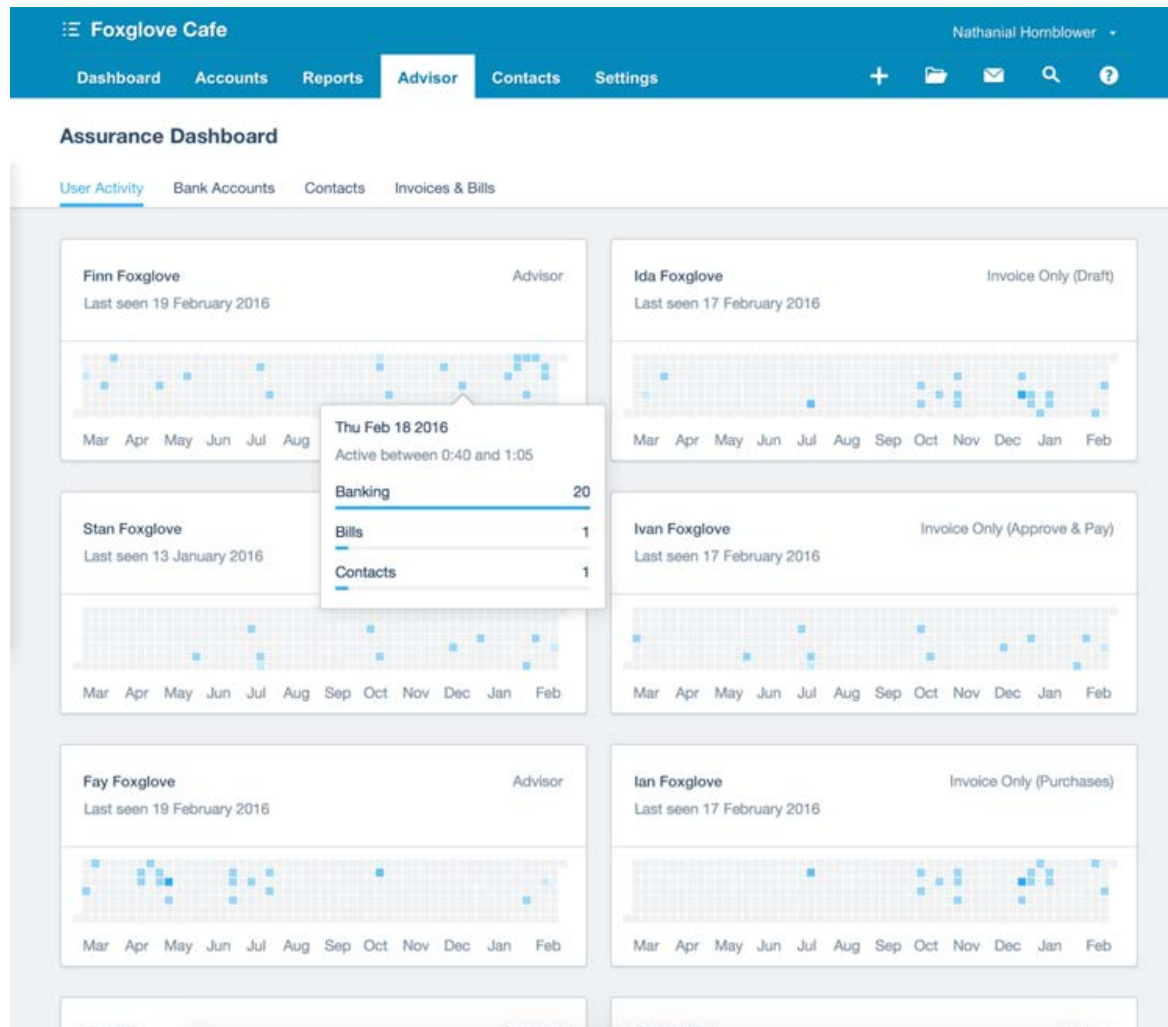 Foxglove Cafe
Nathanial Hornblower
Dashboard Accounts Reports Advisor Contacts Settings
Assurance Dashboard
User Activity Bank Accounts Contacts Invoices & Bills
Finn Foxglove Advisor
Last seen 19 February 2016
Mar Apr May Jun Jul Aug
Ida Foxglove Invoice Only (Draft)
Last seen 17 February 2016
Mar Apr May Jun Jul Aug Sep Oct Nov Dec Jan Feb
Thu Feb 18 2016
Active between 0:40 and 1:05
Banking 20
Bills 1
Contacts 1
Stan Foxglove
Last seen 13 January 2016
Mar Apr May Jun Jul Aug Sep Oct Nov Dec Jan Feb
Ivan Foxglove Invoice Only (Approve & Pay)
Last seen 17 February 2016
Mar Apr May Jun Jul Aug Sep Oct Nov Dec Jan Feb
Fay Foxglove Advisor
Last seen 19 February 2016
Mar Apr May Jun Jul Aug Sep Oct Nov Dec Jan Feb
Ian Foxglove Invoice Only (Purchases)
Last seen 17 February 2016
Mar Apr May Jun Jul Aug Sep Oct Nov Dec Jan Feb